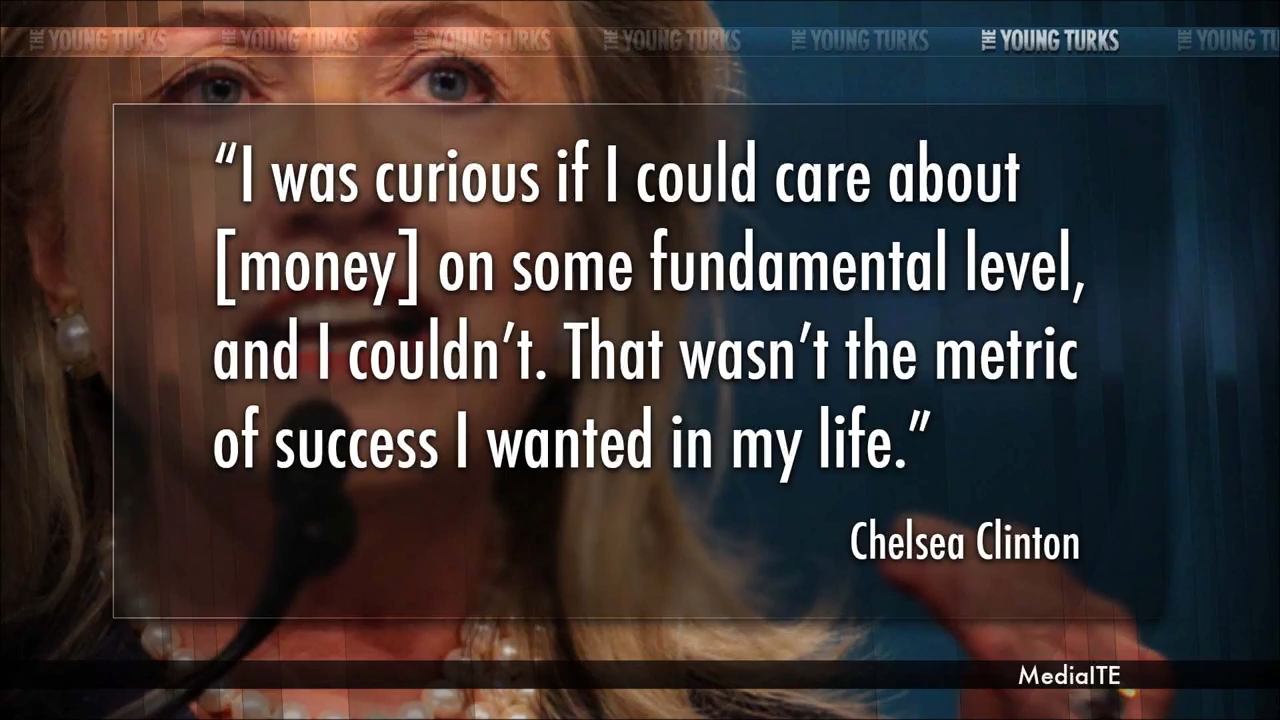 THE YOUNG TURKS THE YOUNG TURKS THE YOUNG TURKS THE YOUNG TURKS THE YOUNG TURKS THE YOUNG TURKS THE YOUNG TU
“I was curious if I could care about
[money] on some fundamental level,
and I couldn’t. That wasn’t the metric
of success I wanted in my life.”
Chelsea Clinton
MediaITE